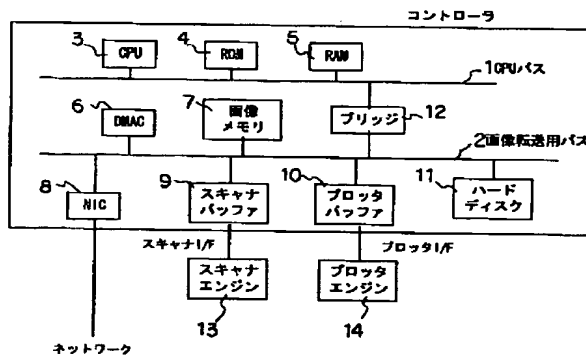 コントローラ
3 CPU
4 ROM
5 RAM
1 CPUバス
6 DMAC
7 画像
メモリ
ブリッジ 12
2 画像転送用バス
8 NIC
9 スキャナ
バッファ
10 プロッタ
バッファ
11 ハード
ディスク
スキャナI/F
プロッタI/F
スキャナ
エンジン
13
プロッタ
エンジン
14
ネットワーク